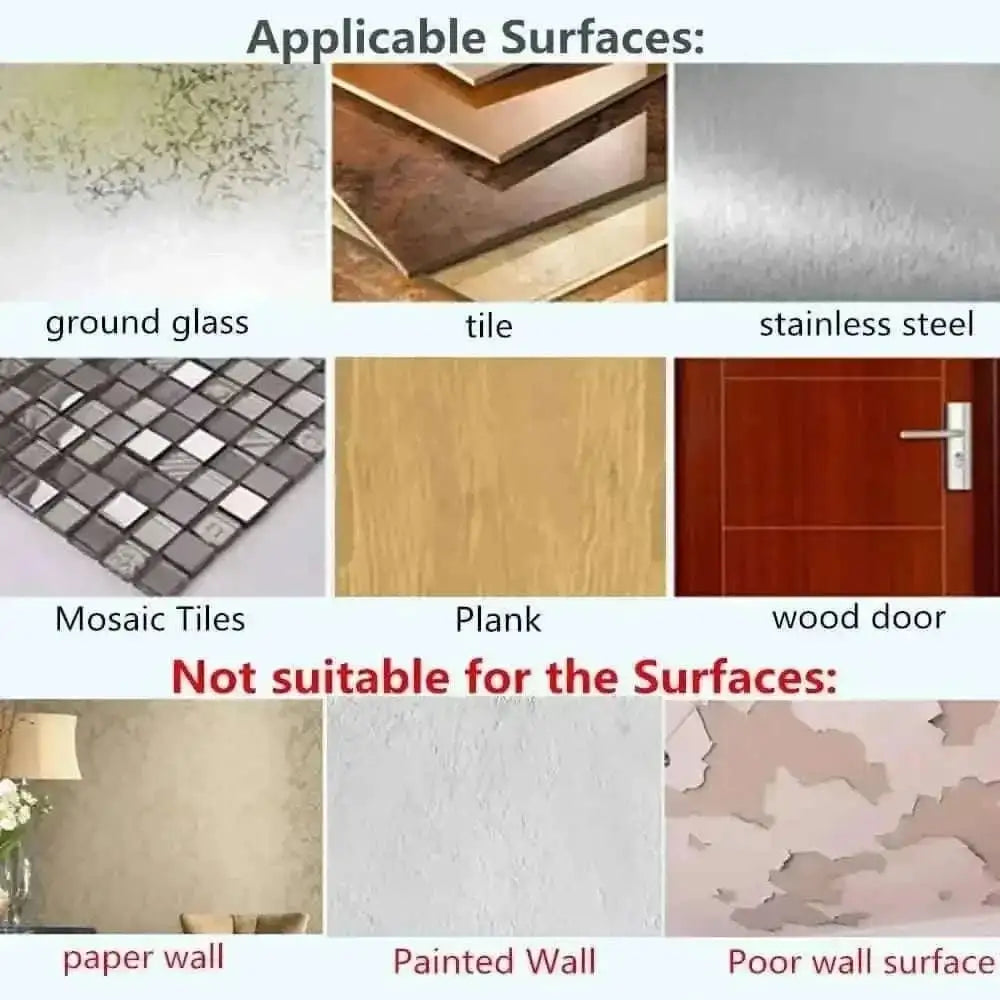 Applicable Surfaces:
ground glass
tile
stainless steel
Mosaic Tiles
Plank
wood door
Not suitable for the Surfaces:
paper wall
Painted Wall
Poor wall surface